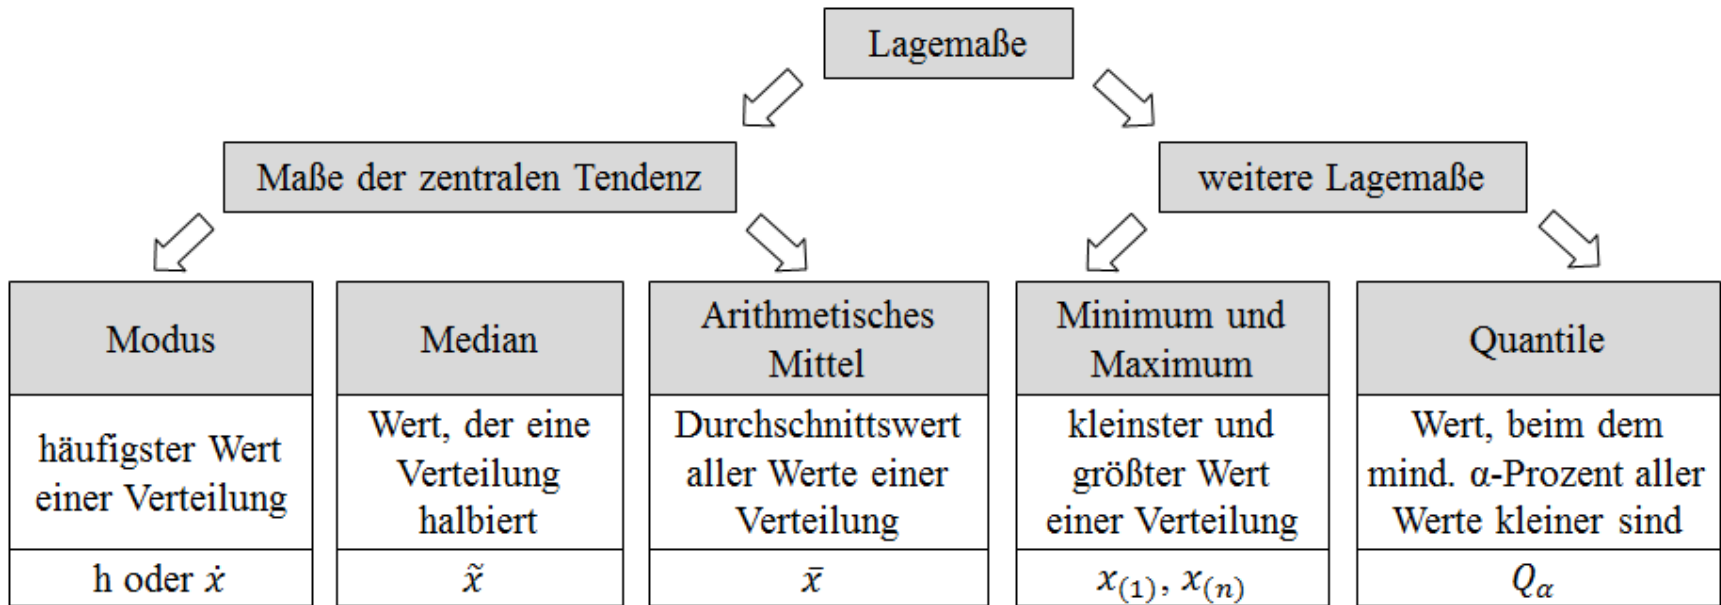 Lagemaße
Maße der zentralen Tendenz
weitere Lagemaße
Modus
häufigster Wert
einer Verteilung
h oder ẋ
Median
Wert, der eine
Verteilung
halbiert
x̃
Arithmetisches
Mittel
Durchschnittswert
aller Werte einer
Verteilung
x̄
Minimum und
Maximum
kleinster und
größter Wert
einer Verteilung
x₍₁₎, x₍ₙ₎
Quantile
Wert, beim dem
mind. α-Prozent aller
Werte kleiner sind
Qα